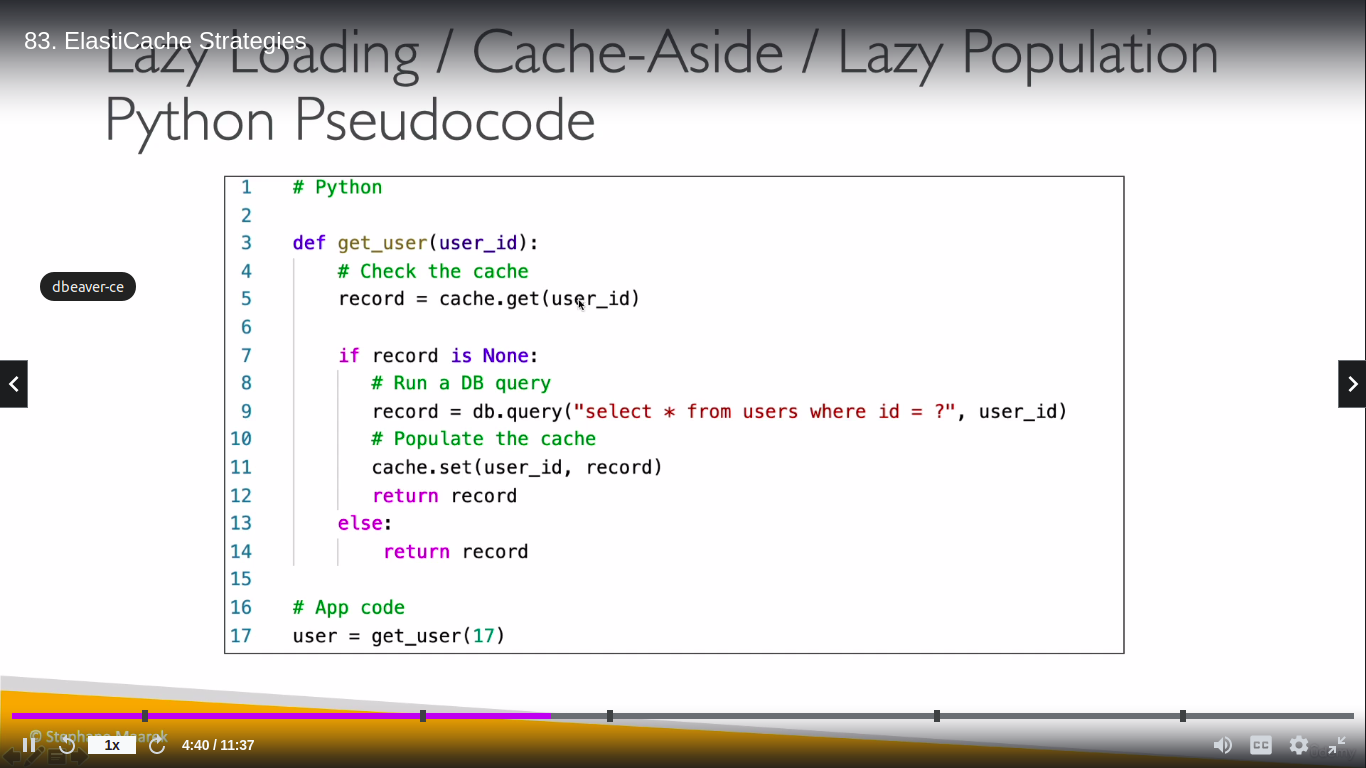 83. ElastiCache Strategies
Lazy Loading / Cache-Aside / Lazy Population
Python Pseudocode
1 # Python
2
3 def get_user(user_id):
4 # Check the cache
5 record = cache.get(user_id)
6
7 if record is None:
8 # Run a DB query
9 record = db.query("select * from users where id = ?", user_id)
10 # Populate the cache
11 cache.set(user_id, record)
12 return record
13 else:
14 return record
15
16 # App code
17 user = get_user(17)
dbeaver-ce
© Stephane Maarek
1x
4:40 / 11:37
CC